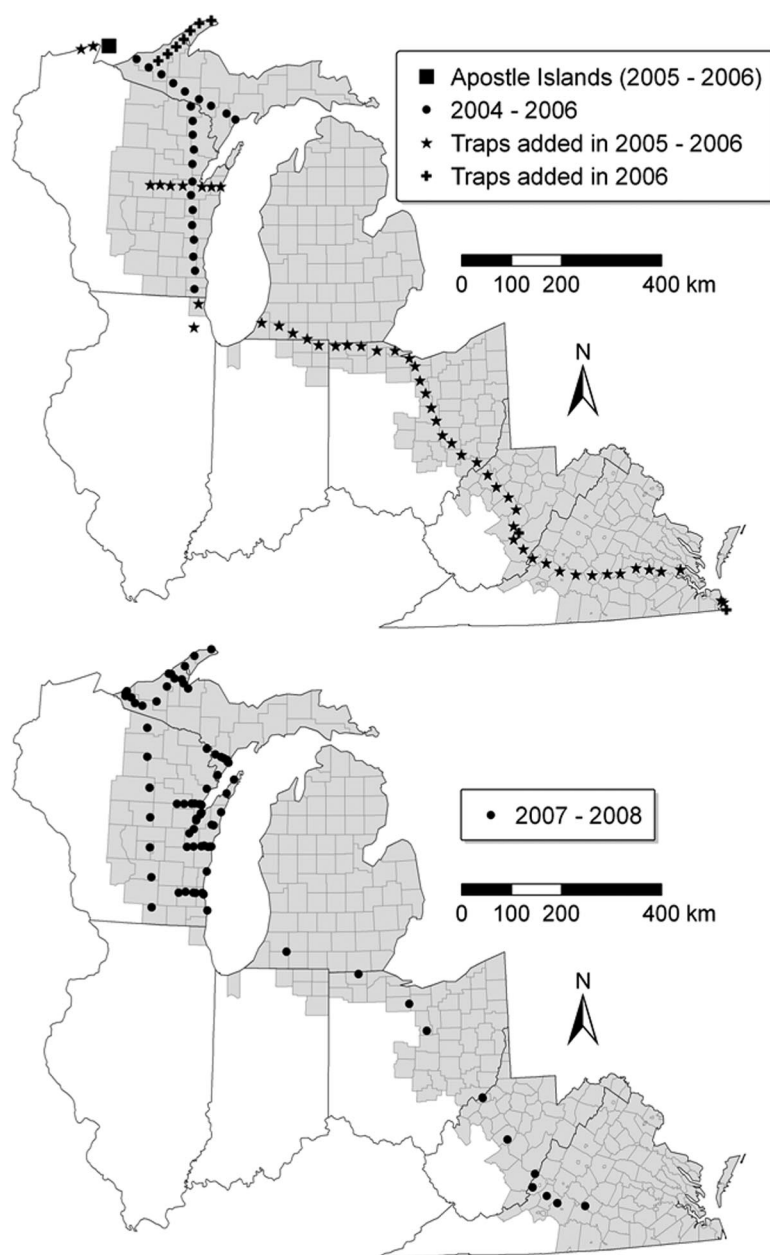 Apostle Islands (2005 - 2006)
2004 - 2006
Traps added in 2005 - 2006
Traps added in 2006
0 100 200 400 km
N
2007 - 2008
0 100 200 400 km
N